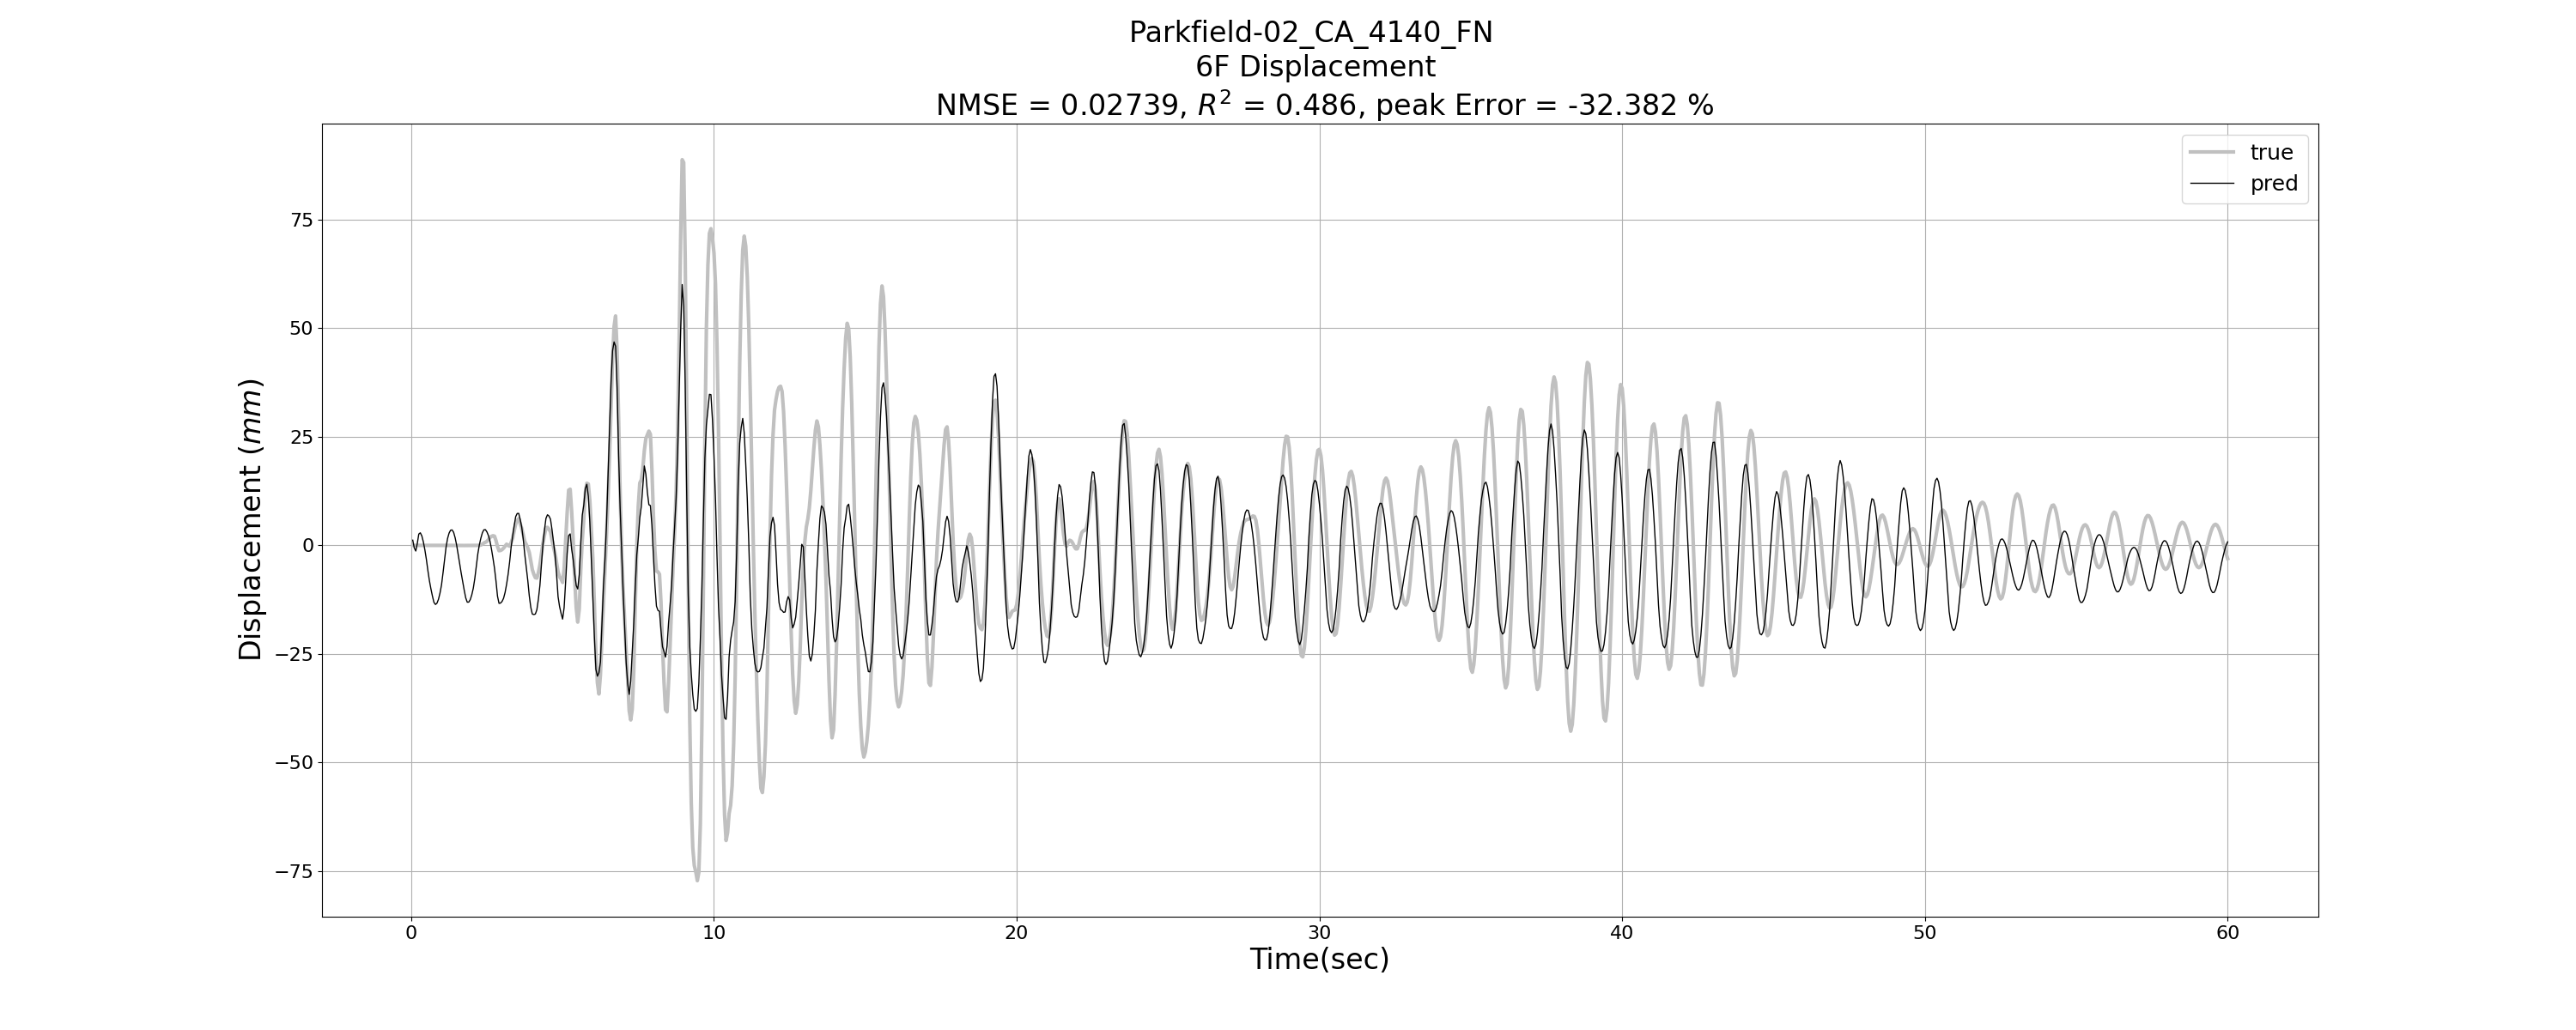 Parkfield-02_CA_4140_FN
6F Displacement
NMSE = 0.02739, R² = 0.486, peak Error = -32.382 %
true
pred
75
50
25
0
−25
−50
−75
Displacement (mm)
0 10 20 30 40 50 60
Time(sec)